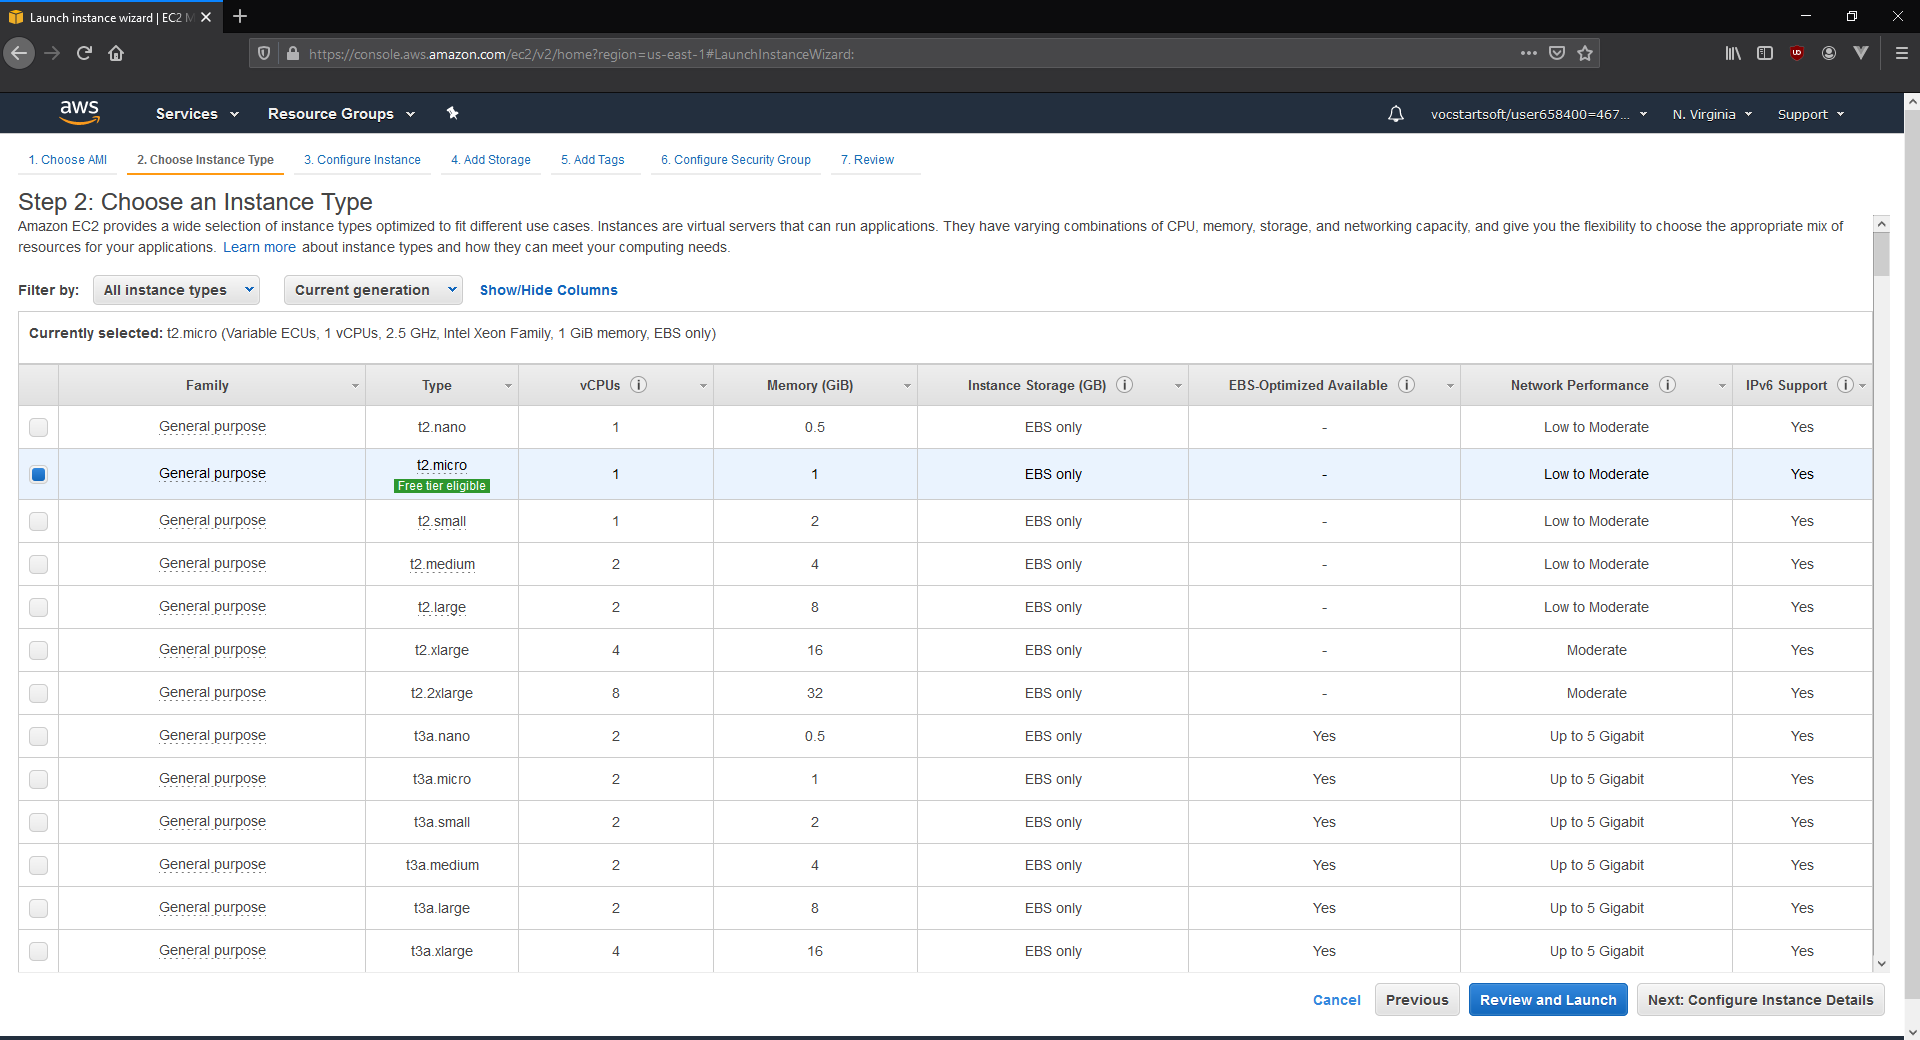 Launch instance wizard | EC2 M
https://console.aws.amazon.com/ec2/v2/home?region=us-east-1#LaunchInstanceWizard:
aws Services Resource Groups vocstartsoft/user658400=467... N. Virginia Support
1. Choose AMI 2. Choose Instance Type 3. Configure Instance 4. Add Storage 5. Add Tags 6. Configure Security Group 7. Review
Step 2: Choose an Instance Type
Amazon EC2 provides a wide selection of instance types optimized to fit different use cases. Instances are virtual servers that can run applications. They have varying combinations of CPU, memory, storage, and networking capacity, and give you the flexibility to choose the appropriate mix of
resources for your applications. Learn more about instance types and how they can meet your computing needs.
Filter by: All instance types Current generation Show/Hide Columns
Currently selected: t2.micro (Variable ECUs, 1 vCPUs, 2.5 GHz, Intel Xeon Family, 1 GiB memory, EBS only)
Family Type vCPUs i Memory (GiB) Instance Storage (GB) i EBS-Optimized Available i Network Performance i IPv6 Support i
General purpose t2.nano 1 0.5 EBS only - Low to Moderate Yes
General purpose t2.micro 1 1 EBS only - Low to Moderate Yes
Free tier eligible
General purpose t2.small 1 2 EBS only - Low to Moderate Yes
General purpose t2.medium 2 4 EBS only - Low to Moderate Yes
General purpose t2.large 2 8 EBS only - Low to Moderate Yes
General purpose t2.xlarge 4 16 EBS only - Moderate Yes
General purpose t2.2xlarge 8 32 EBS only - Moderate Yes
General purpose t3a.nano 2 0.5 EBS only Yes Up to 5 Gigabit Yes
General purpose t3a.micro 2 1 EBS only Yes Up to 5 Gigabit Yes
General purpose t3a.small 2 2 EBS only Yes Up to 5 Gigabit Yes
General purpose t3a.medium 2 4 EBS only Yes Up to 5 Gigabit Yes
General purpose t3a.large 2 8 EBS only Yes Up to 5 Gigabit Yes
General purpose t3a.xlarge 4 16 EBS only Yes Up to 5 Gigabit Yes
Cancel Previous Review and Launch Next: Configure Instance Details